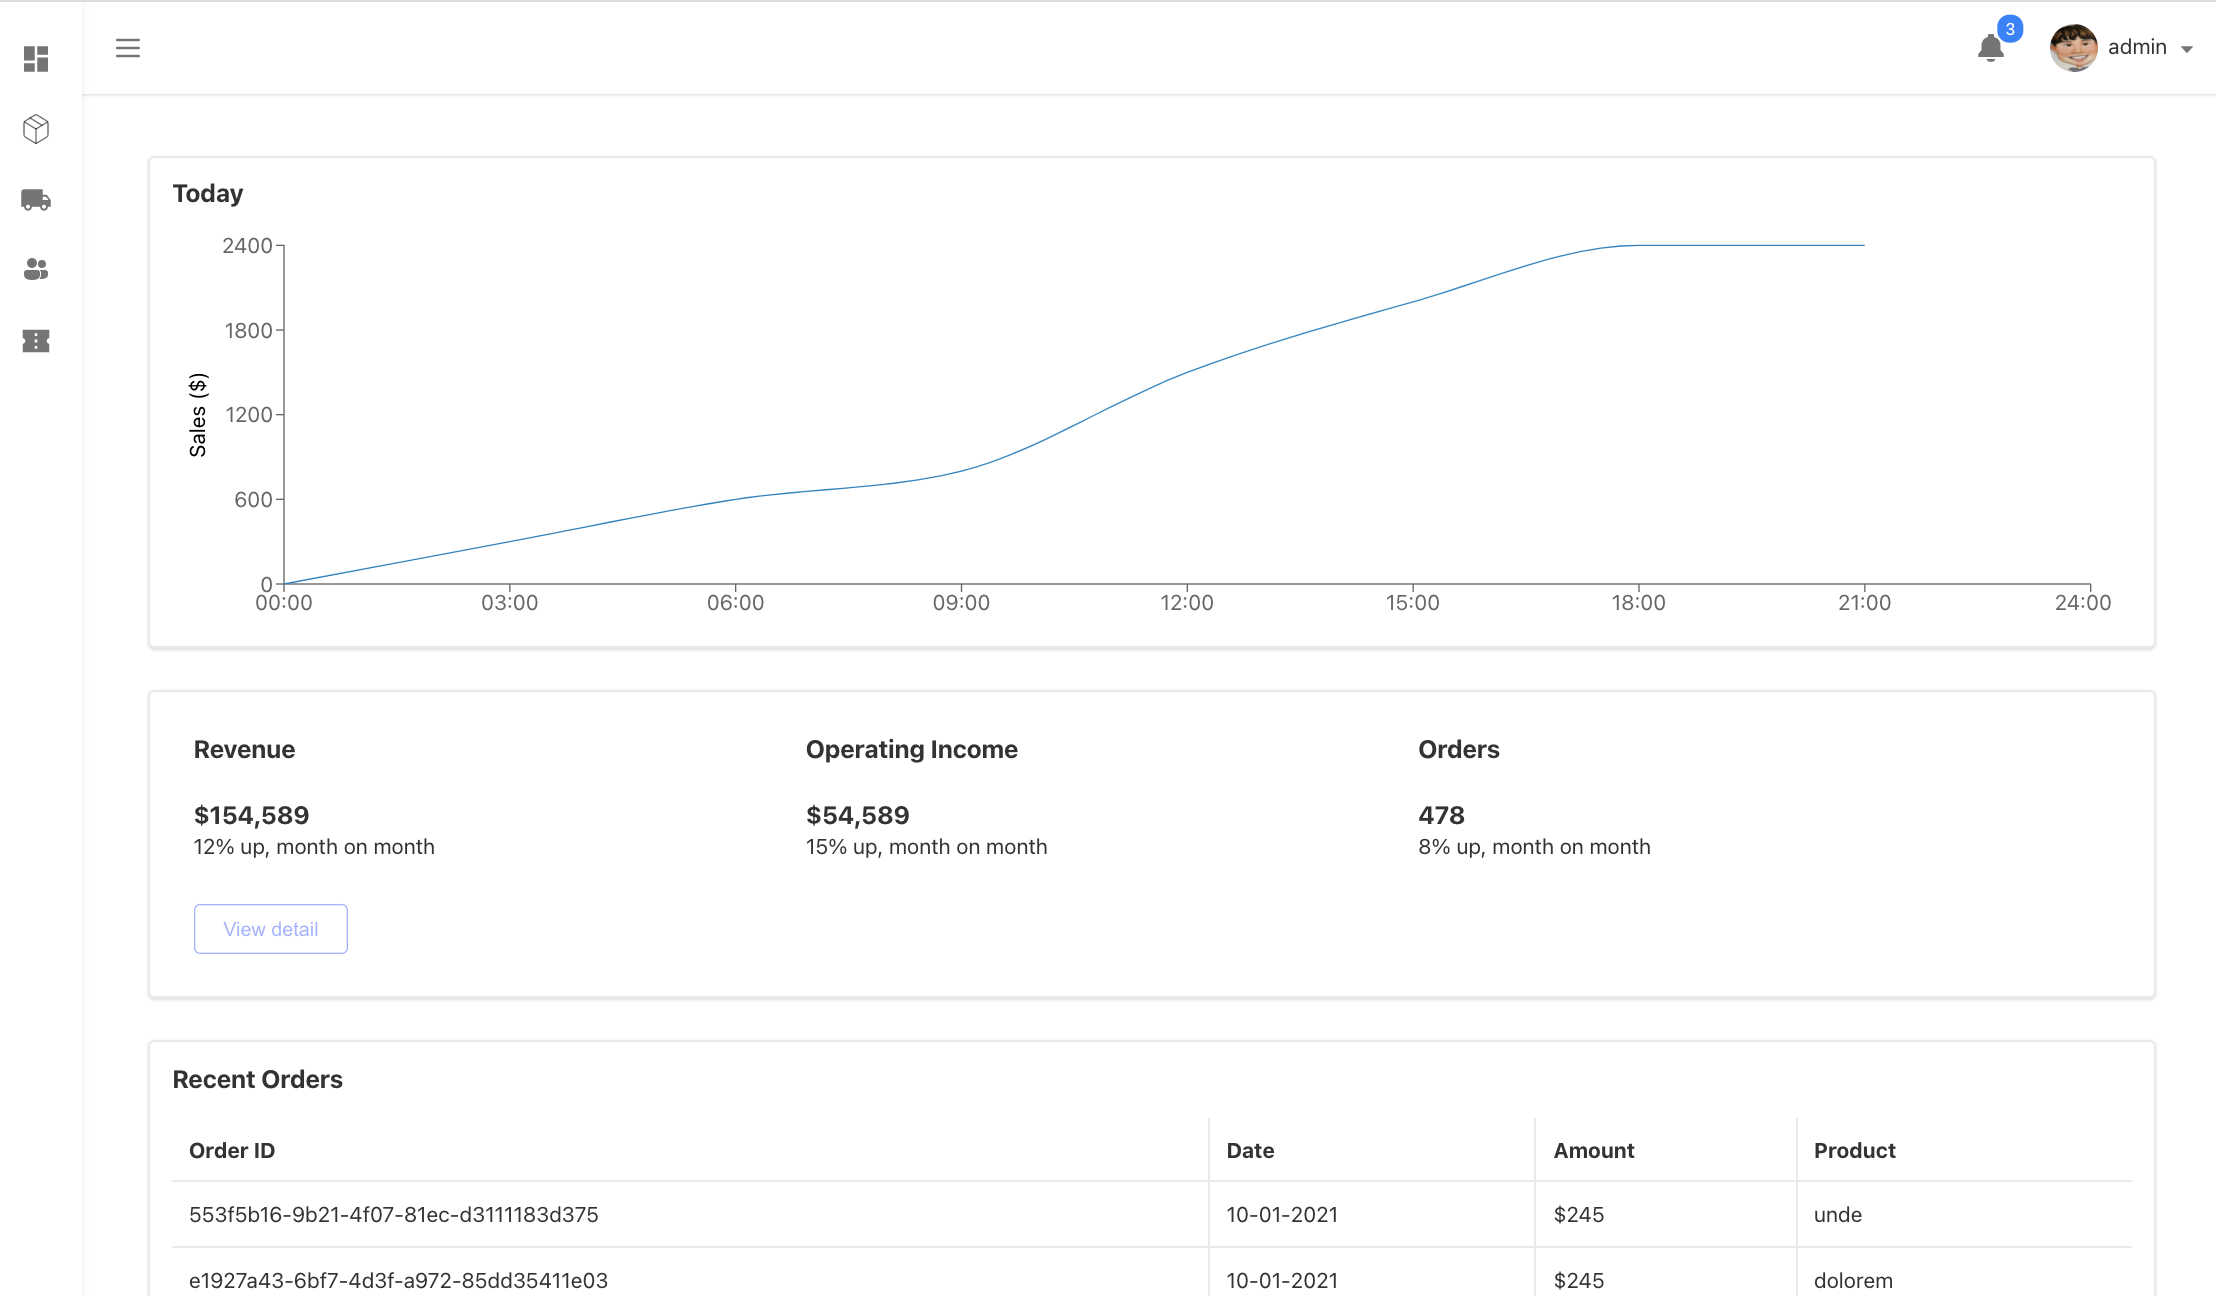 3
admin
Today
Sales ($)
2400
1800
1200
600
0
00:00 03:00 06:00 09:00 12:00 15:00 18:00 21:00 24:00
Revenue Operating Income Orders
$154,589 $54,589 478
12% up, month on month 15% up, month on month 8% up, month on month
View detail
Recent Orders
Order ID Date Amount Product
553f5b16-9b21-4f07-81ec-d3111183d375 10-01-2021 $245 unde
e1927a43-6bf7-4d3f-a972-85dd35411e03 10-01-2021 $245 dolorem